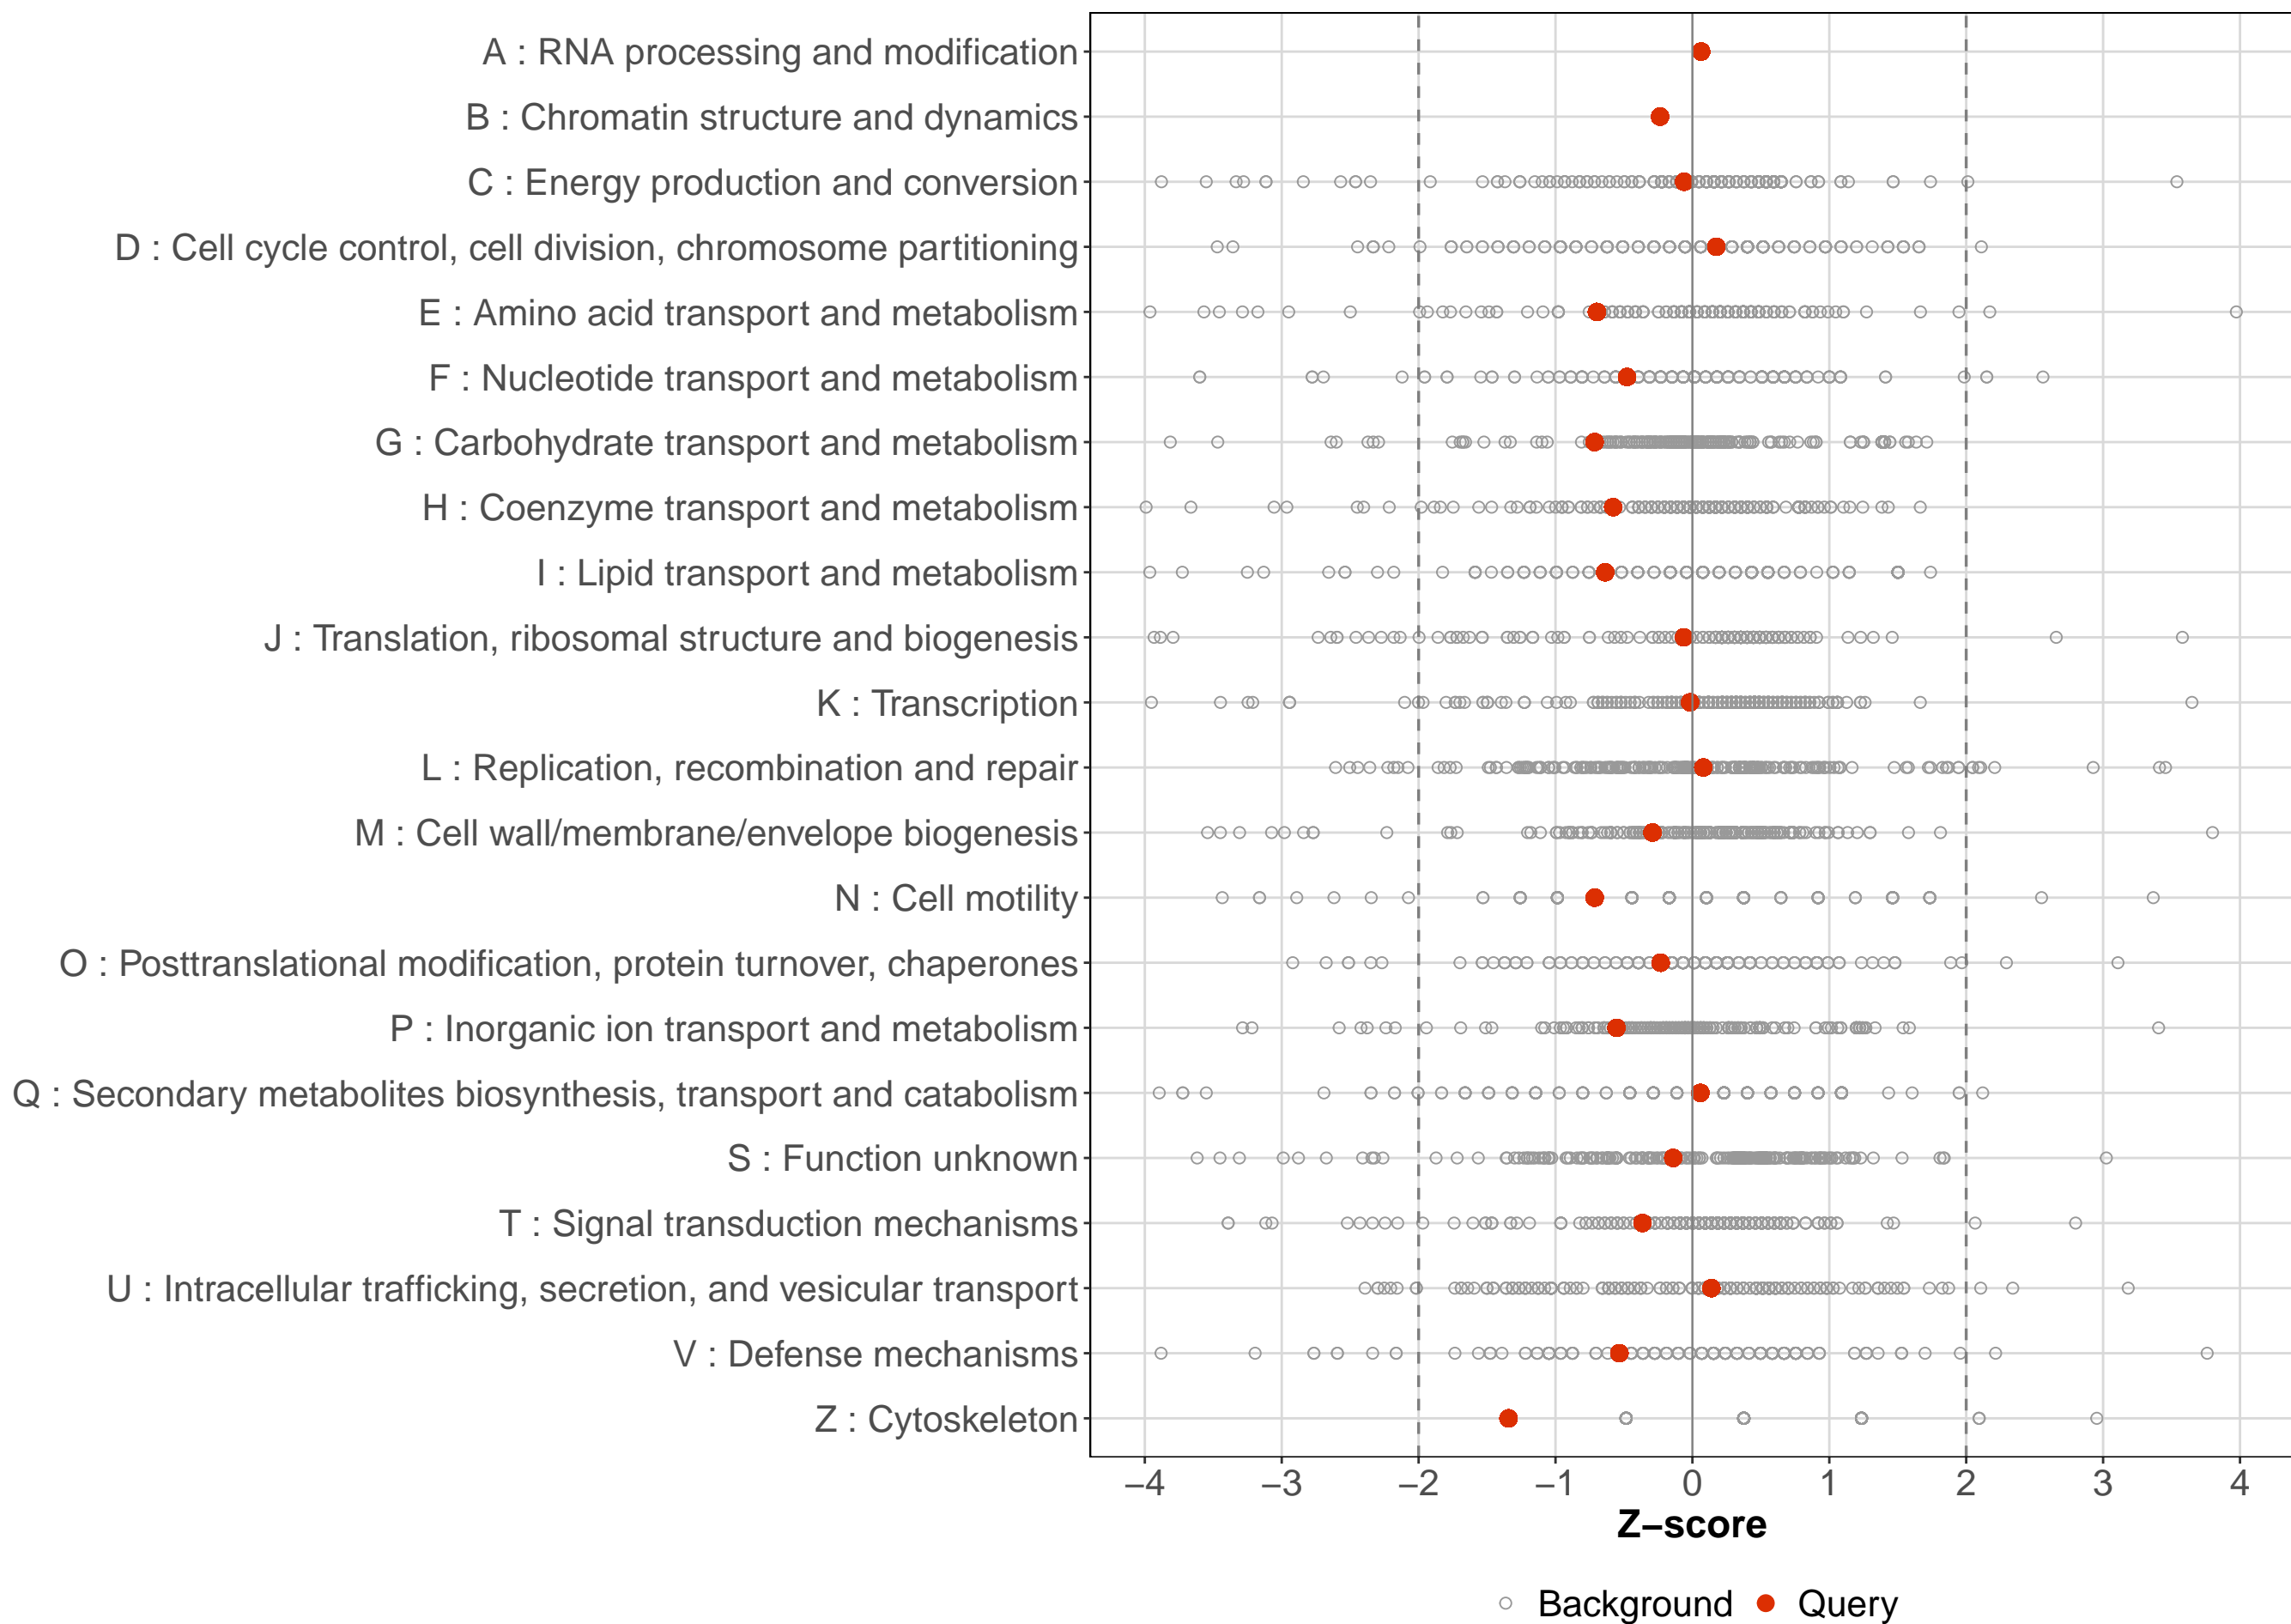 A : RNA processing and modification
B : Chromatin structure and dynamics
C : Energy production and conversion
D : Cell cycle control, cell division, chromosome partitioning
E : Amino acid transport and metabolism
F : Nucleotide transport and metabolism
G : Carbohydrate transport and metabolism
H : Coenzyme transport and metabolism
I : Lipid transport and metabolism
J : Translation, ribosomal structure and biogenesis
K : Transcription
L : Replication, recombination and repair
M : Cell wall/membrane/envelope biogenesis
N : Cell motility
O : Posttranslational modification, protein turnover, chaperones
P : Inorganic ion transport and metabolism
Q : Secondary metabolites biosynthesis, transport and catabolism
S : Function unknown
T : Signal transduction mechanisms
U : Intracellular trafficking, secretion, and vesicular transport
V : Defense mechanisms
Z : Cytoskeleton
−4 −3 −2 −1 0 1 2 3 4
Z−score
Background Query